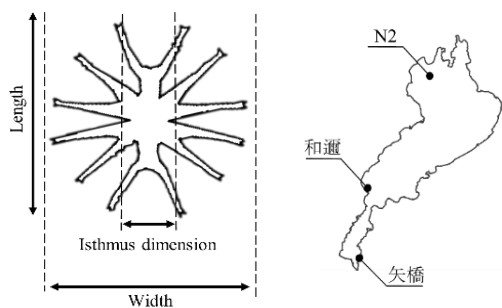 Length
Isthmus dimension
Width
N2
和邇
矢橋